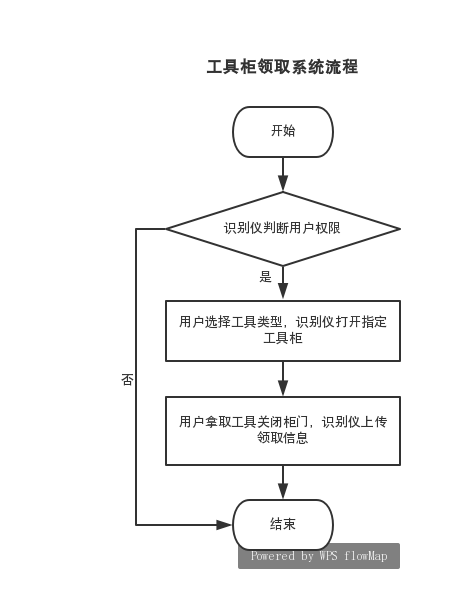 工具柜领取系统流程
开始
识别仪判断用户权限
是
用户选择工具类型，识别仪打开指定
工具柜
否
用户拿取工具关闭柜门，识别仪上传
领取信息
结束
Powered by WPS flowMap